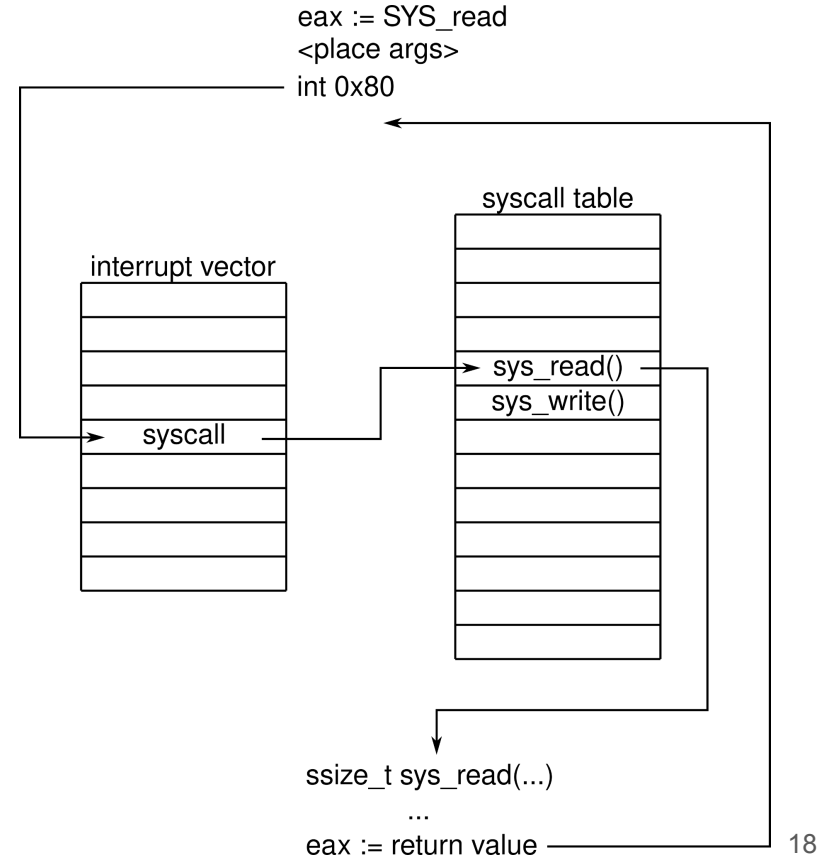 eax := SYS_read
<place args>
int 0x80
syscall table
interrupt vector
sys_read()
sys_write()
syscall
ssize_t sys_read(...)
...
eax := return value
18